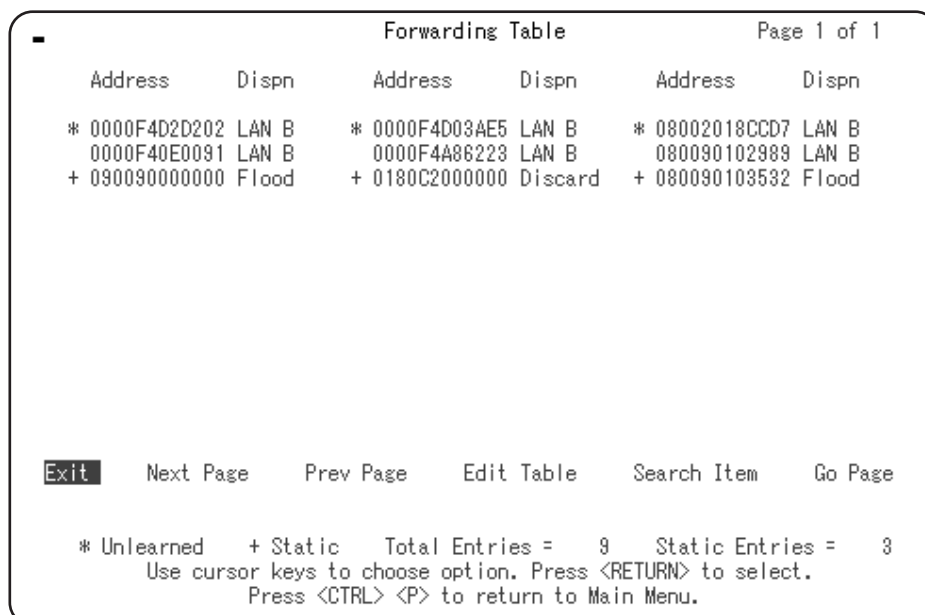 Forwarding Table Page 1 of 1
Address Dispn Address Dispn Address Dispn
* 0000F4D2D202 LAN B * 0000F4D03AE5 LAN B * 08002018CCD7 LAN B
0000F40E0091 LAN B 0000F4A86223 LAN B 080090102989 LAN B
+ 090090000000 Flood + 0180C2000000 Discard + 080090103532 Flood
Exit Next Page Prev Page Edit Table Search Item Go Page
* Unlearned + Static Total Entries = 9 Static Entries = 3
Use cursor keys to choose option. Press <RETURN> to select.
Press <CTRL> <P> to return to Main Menu.